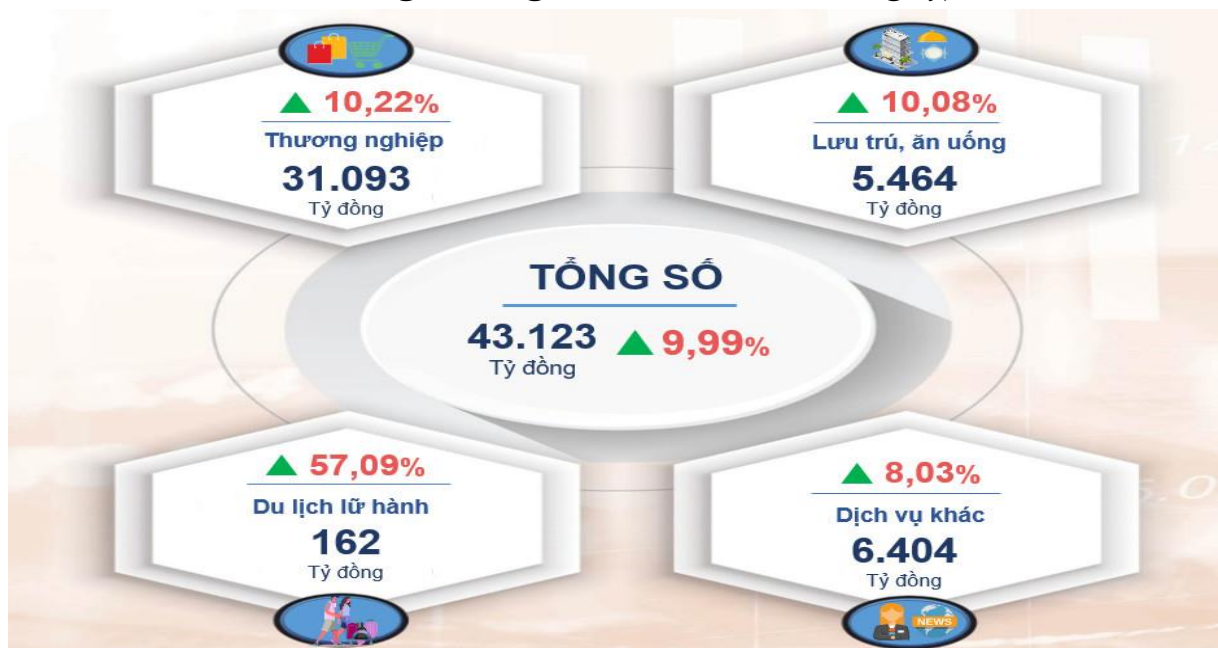 10,22%
Thương nghiệp
31.093
Tỷ đồng
10,08%
Lưu trú, ăn uống
5.464
Tỷ đồng
TỔNG SỐ
43.123 9,99%
Tỷ đồng
57,09%
Du lịch lữ hành
162
Tỷ đồng
8,03%
Dịch vụ khác
6.404
Tỷ đồng
NEWS